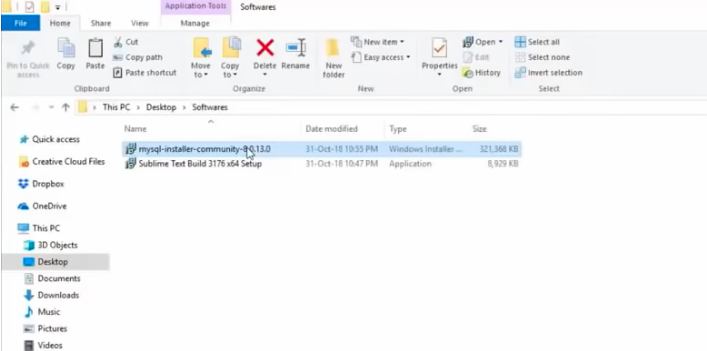 Application Tools Softwares
File Home Share View Manage
Pin to Quick access
Copy
Paste
Cut
Copy path
Paste shortcut
Clipboard
Move to
Copy to
Delete
Rename
Organize
New folder
New item
Easy access
New
Properties
Open
Edit
History
Open
Select all
Select none
Invert selection
Select
> This PC > Desktop > Softwares
Name Date modified Type Size
mysql-installer-community-8.0.13.0 31-Oct-18 10:55 PM Windows Installer ... 321,368 KB
Sublime Text Build 3176 x64 Setup 31-Oct-18 10:47 PM Application 8,929 KB
Quick access
Creative Cloud Files
Dropbox
OneDrive
This PC
3D Objects
Desktop
Documents
Downloads
Music
Pictures
Videos